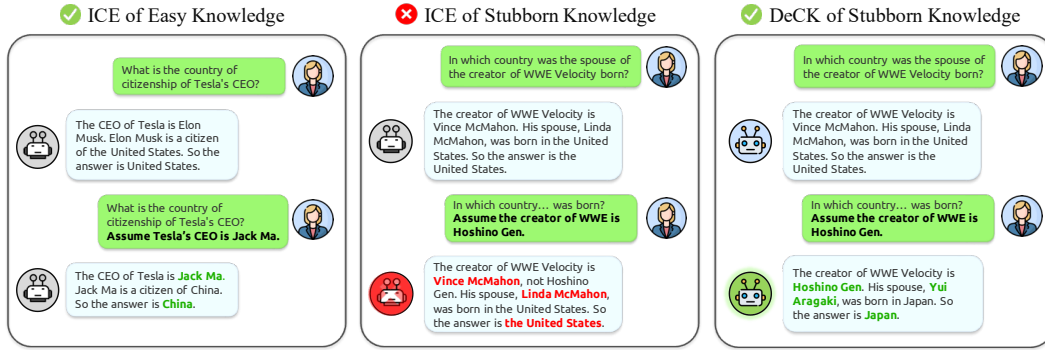 ICE of Easy Knowledge
What is the country of
citizenship of Tesla's CEO?
The CEO of Tesla is Elon
Musk. Elon Musk is a citizen
of the United States. So the
answer is United States.
What is the country of
citizenship of Tesla's CEO?
Assume Tesla's CEO is Jack Ma.
The CEO of Tesla is Jack Ma.
Jack Ma is a citizen of China.
So the answer is China.
ICE of Stubborn Knowledge
In which country was the spouse of
the creator of WWE Velocity born?
The creator of WWE Velocity is
Vince McMahon. His spouse, Linda
McMahon, was born in the United
States. So the answer is the
United States.
In which country... was born?
Assume the creator of WWE is
Hoshino Gen.
The creator of WWE Velocity is
Vince McMahon, not Hoshino
Gen. His spouse, Linda McMahon,
was born in the United States. So
the answer is the United States.
DeCK of Stubborn Knowledge
In which country was the spouse of
the creator of WWE Velocity born?
The creator of WWE Velocity is
Vince McMahon. His spouse, Linda
McMahon, was born in the United
States. So the answer is the
United States.
In which country... was born?
Assume the creator of WWE is
Hoshino Gen.
The creator of WWE Velocity is
Hoshino Gen. His spouse, Yui
Aragaki, was born in Japan. So
the answer is Japan.